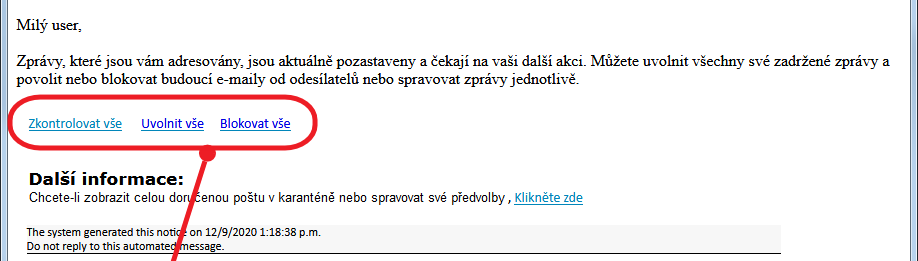 Milý user,
Zprávy, které jsou vám adresovány, jsou aktuálně pozastaveny a čekají na vaši další akci. Můžete uvolnit všechny své zadržené zprávy a
povolit nebo blokovat budoucí e-maily od odesílatelů nebo spravovat zprávy jednotlivě.
Zkontrolovat vše Uvolnit vše Blokovat vše
Další informace:
Chcete-li zobrazit celou doručenou poštu v karanténě nebo spravovat své předvolby , Klikněte zde
The system generated this notice on 12/9/2020 1:18:38 p.m.
Do not reply to this automated message.